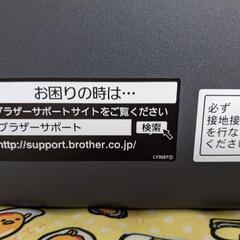 お困りの時は…
ブラザーサポートサイトをご覧ください
ブラザーサポート 検索
http://support.brother.co.jp/
LY9587①
必ず
接地接
を行な
ください